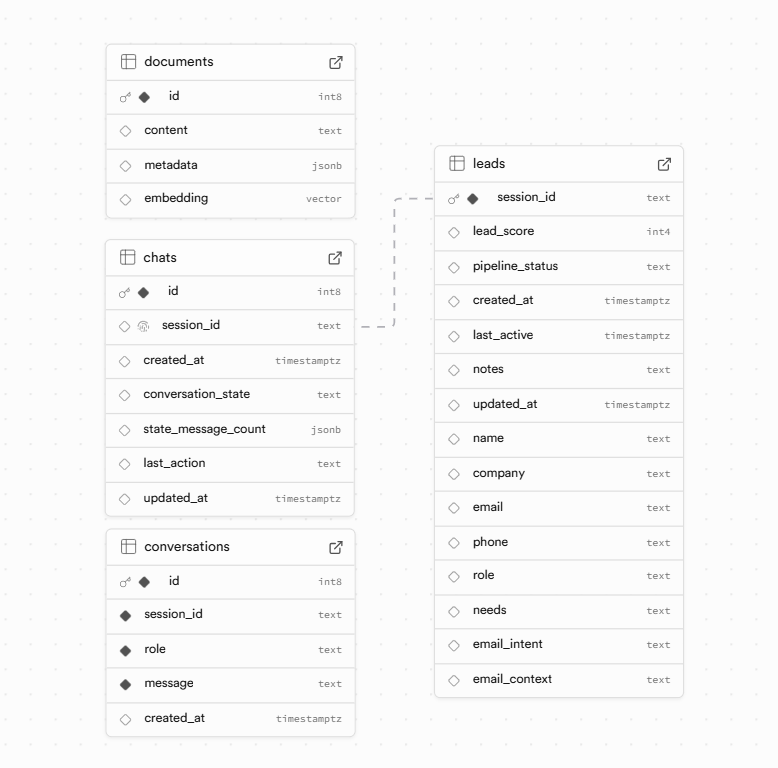 documents
id int8
content text
metadata jsonb
embedding vector
chats
id int8
session_id text
created_at timestamptz
conversation_state text
state_message_count jsonb
last_action text
updated_at timestamptz
conversations
id int8
session_id text
role text
message text
created_at timestamptz
leads
session_id text
lead_score int4
pipeline_status text
created_at timestamptz
last_active timestamptz
notes text
updated_at timestamptz
name text
company text
email text
phone text
role text
needs text
email_intent text
email_context text